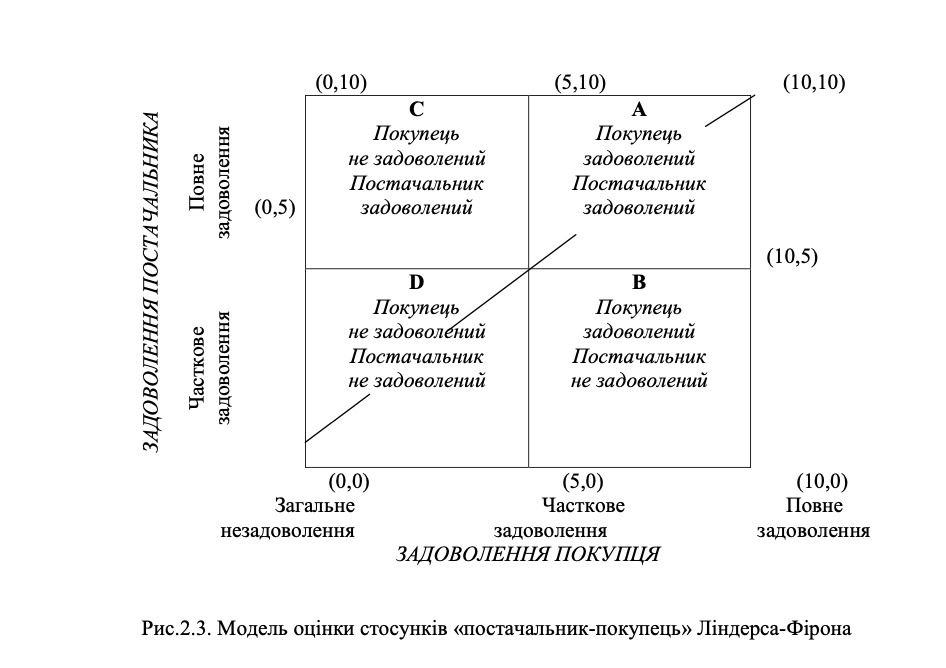 (0,10) (5,10) (10,10)
ЗАДОВОЛЕННЯ ПОСТАЧАЛЬНИКА
Повне
задоволення
(0,5)
C
Покупець
не задоволений
Постачальник
задоволений
A
Покупець
задоволений
Постачальник
задоволений
(10,5)
Часткове
задоволення
D
Покупець
не задоволений
Постачальник
не задоволений
B
Покупець
задоволений
Постачальник
не задоволений
(0,0) (5,0) (10,0)
Загальне
незадоволення
Часткове
задоволення
Повне
задоволення
ЗАДОВОЛЕННЯ ПОКУПЦЯ
Рис.2.3. Модель оцінки стосунків «постачальник-покупець» Ліндерса-Фірона